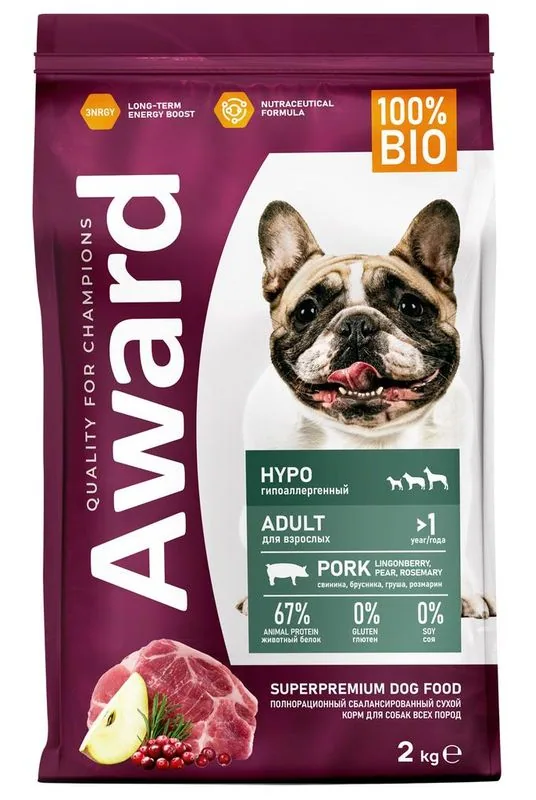 3NRGY
LONG-TERM
ENERGY BOOST
NUTRACEUTICAL
FORMULA
100%
BIO
QUALITY FOR CHAMPIONS
Award
HYPO
гипоаллергенный
ADULT
для взрослых
>1
year/года
PORK LINGONBERRY,
PEAR, ROSEMARY
свинина, брусника, груша, розмарин
67%
ANIMAL PROTEIN
животный белок
0%
GLUTEN
глютен
0%
SOY
соя
SUPERPREMIUM DOG FOOD
ПОЛНОРАЦИОННЫЙ СБАЛАНСИРОВАННЫЙ СУХОЙ
КОРМ ДЛЯ СОБАК ВСЕХ ПОРОД
2 kg ℮